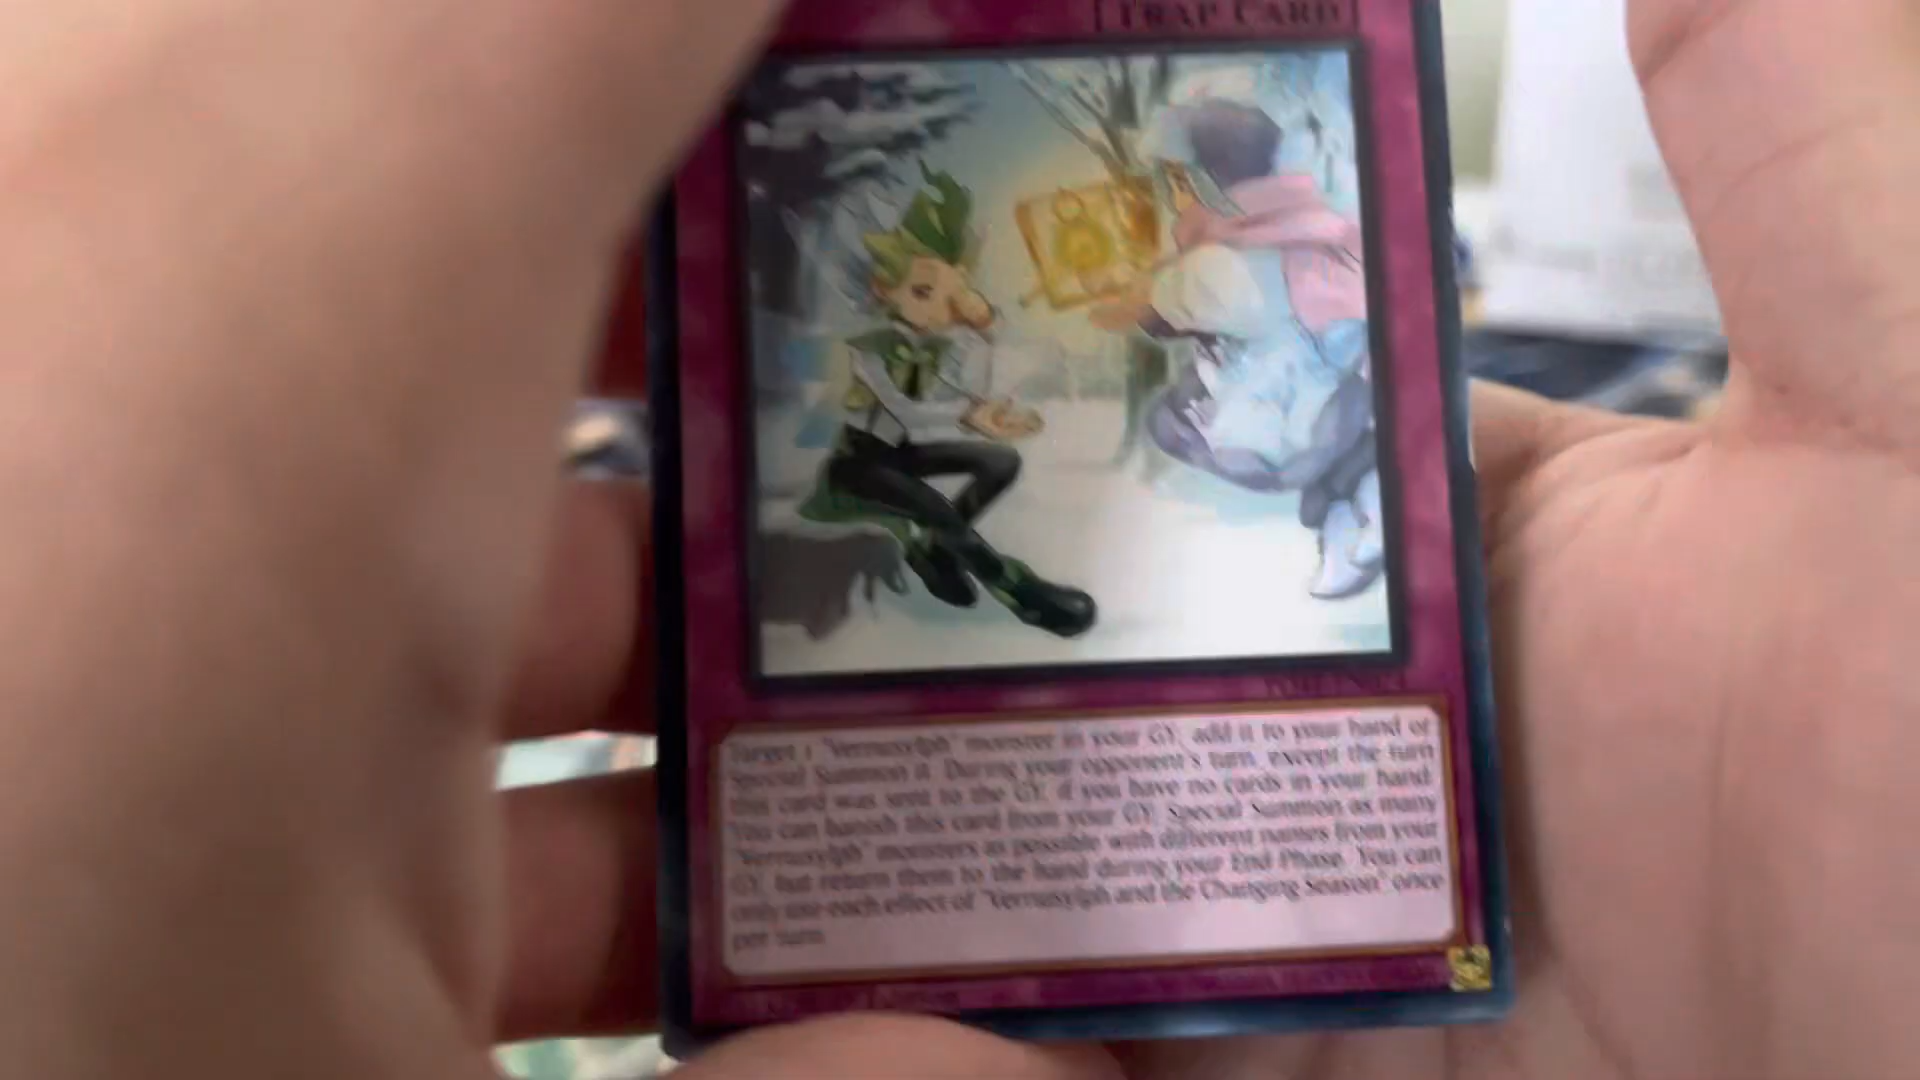 [TRAP CARD]
Target 1 "Vernusylph" monster in your GY; add it to your hand or
Special Summon it. During your opponent's turn, except the turn
this card was sent to the GY, if you have no cards in your hand:
You can banish this card from your GY; Special Summon as many
"Vernusylph" monsters as possible with different names from your
GY, but return them to the hand during your End Phase. You can
only use each effect of "Vernusylph and the Changing Season" once
per turn.